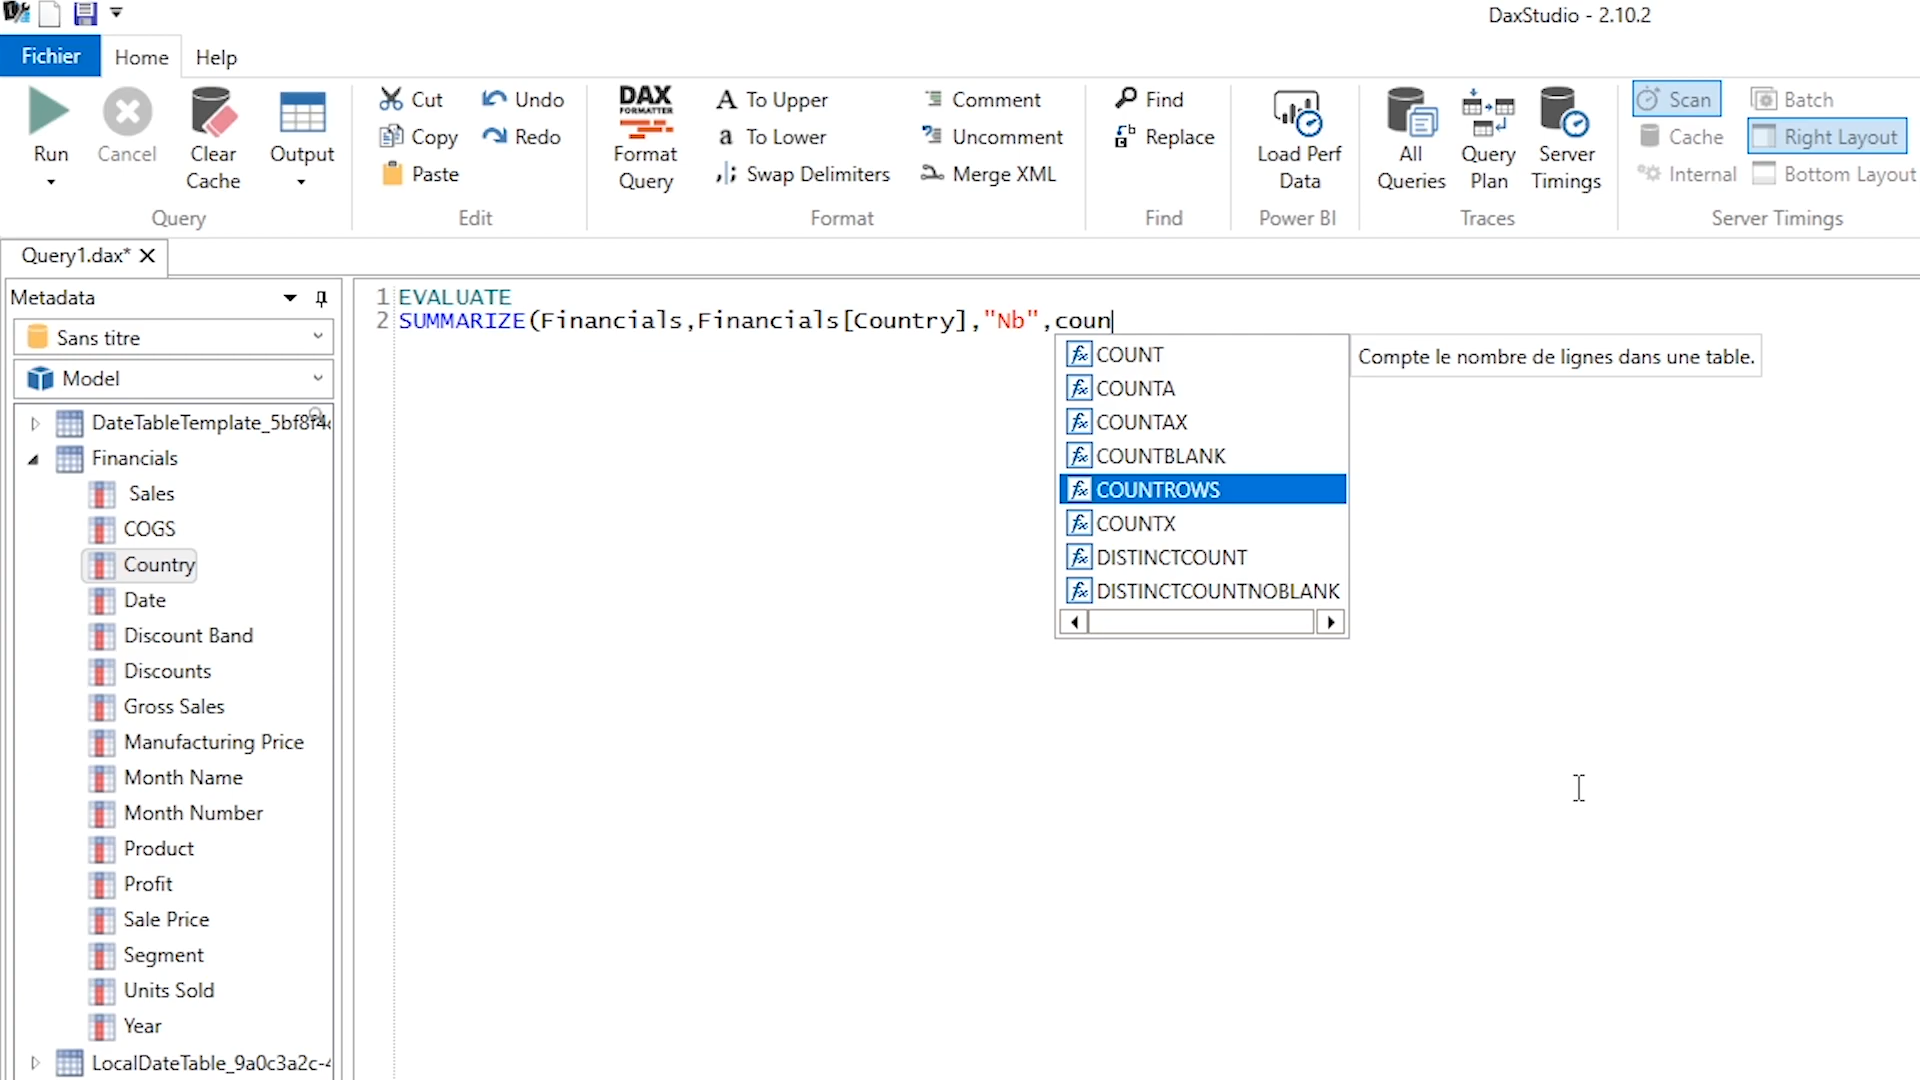 DaxStudio - 2.10.2
Fichier Home Help
Run
Cancel
Clear Cache
Output
Query
Cut
Copy
Paste
Undo
Redo
Edit
DAX FORMATTER
Format Query
To Upper
To Lower
Swap Delimiters
Comment
Uncomment
Merge XML
Format
Find
Replace
Find
Load Perf Data
Power BI
All Queries
Query Plan
Server Timings
Traces
Scan
Cache
Internal
Batch
Right Layout
Bottom Layout
Server Timings
Query1.dax*
Metadata
Sans titre
Model
DateTableTemplate_5bf8f4
Financials
Sales
COGS
Country
Date
Discount Band
Discounts
Gross Sales
Manufacturing Price
Month Name
Month Number
Product
Profit
Sale Price
Segment
Units Sold
Year
LocalDateTable_9a0c3a2c-4
1 EVALUATE
2 SUMMARIZE(Financials,Financials[Country],"Nb",coun
COUNT
COUNTA
COUNTAX
COUNTBLANK
COUNTROWS
COUNTX
DISTINCTCOUNT
DISTINCTCOUNTNOBLANK
Compte le nombre de lignes dans une table.